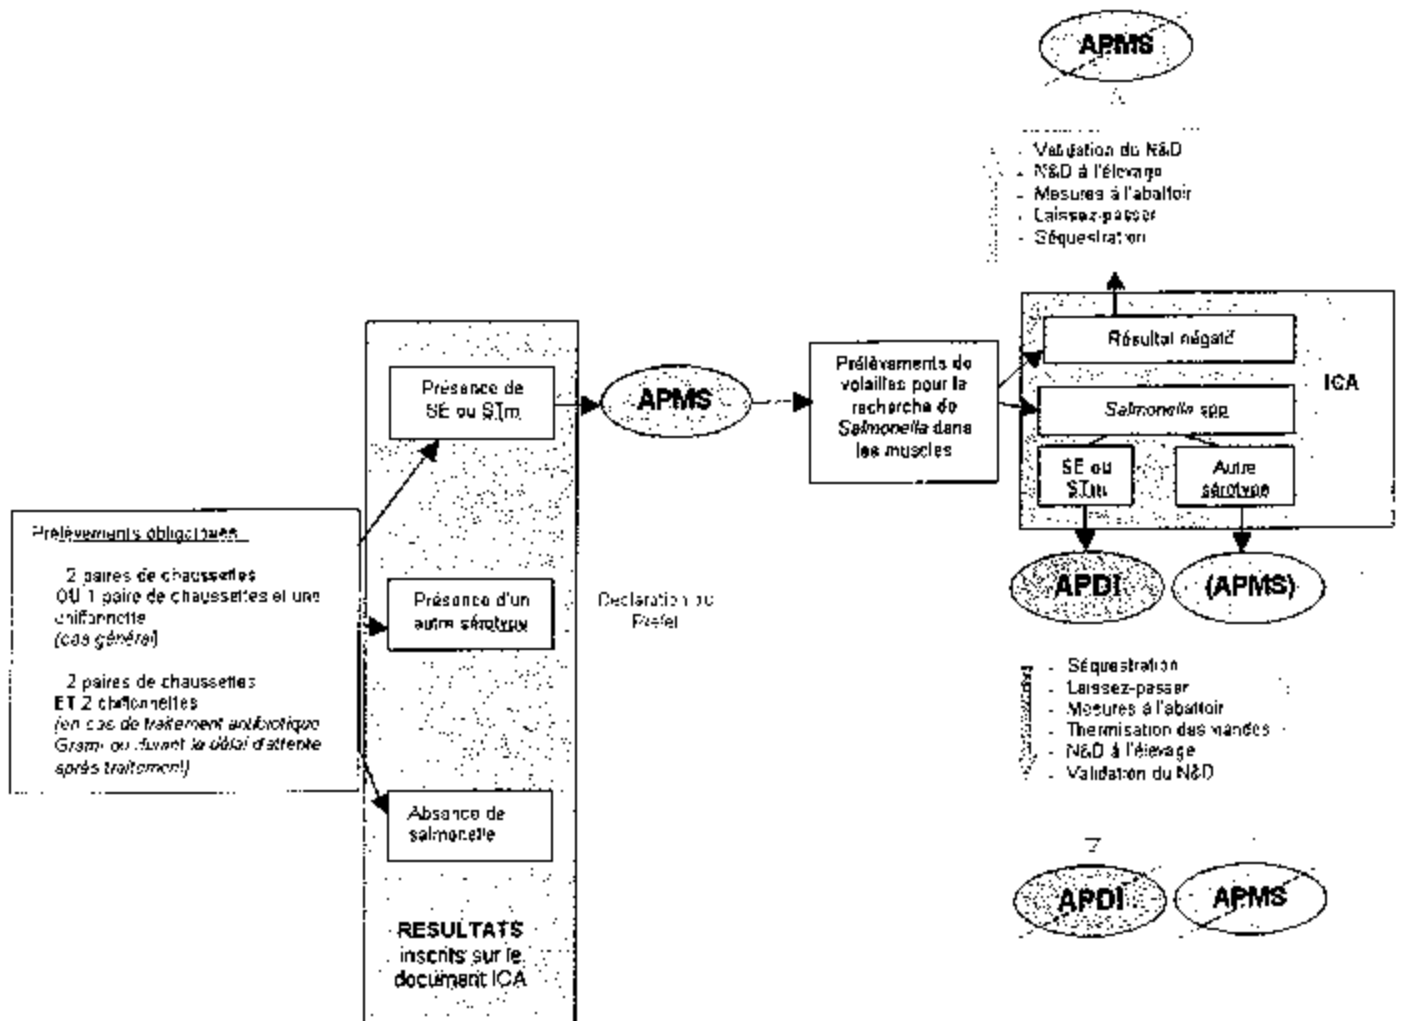 Prélèvements obligatoires
2 paires de chaussettes
OU 1 paire de chaussettes et une
chiffonnette
(cas général)
2 paires de chaussettes
ET 2 chiffonnettes
(en cas de traitement antibiotique
Gram- ou durant le délai d'attente
après traitement)
Présence de
SE ou STm
Présence d'un
autre sérotype
Absence de
salmonelle
RESULTATS
inscrits sur le
document ICA
APMS
Déclaration au
Préfet
Prélèvements de
volailles pour la
recherche de
Salmonella dans
les muscles
APMS
- Validation du N&D
- N&D à l'élevage
- Mesures à l'abattoir
- Laissez-passer
- Séquestration
Résultat négatif
ICA
Salmonella spp
SE ou
STm
Autre
sérotype
APDI
(APMS)
- Séquestration
- Laissez-passer
- Mesures à l'abattoir
- Thermisation des viandes
- N&D à l'élevage
- Validation du N&D
APDI
APMS